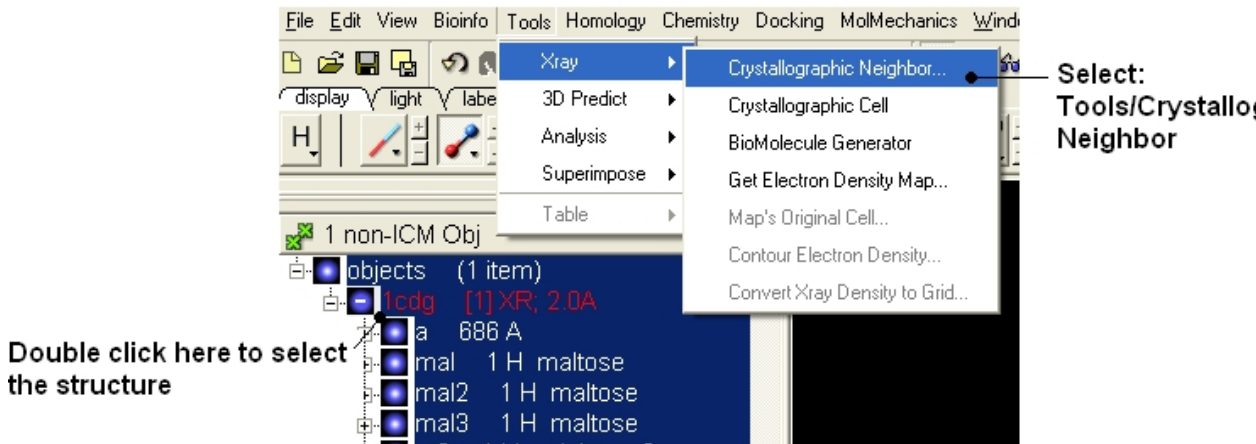 File Edit View Bioinfo Tools Homology Chemistry Docking MolMechanics
Xray
Crystallographic Neighbor...
3D Predict
Crystallographic Cell
Analysis
BioMolecule Generator
Superimpose
Get Electron Density Map...
Table
Map's Original Cell...
Contour Electron Density...
Convert Xray Density to Grid...
Select:
Neighbor
display light
H
1 non-ICM Obj
objects (1 item)
1cdg [1] XR; 2.0A
a 686 A
mal 1 H maltose
mal2 1 H maltose
mal3 1 H maltose
Double click here to select
the structure